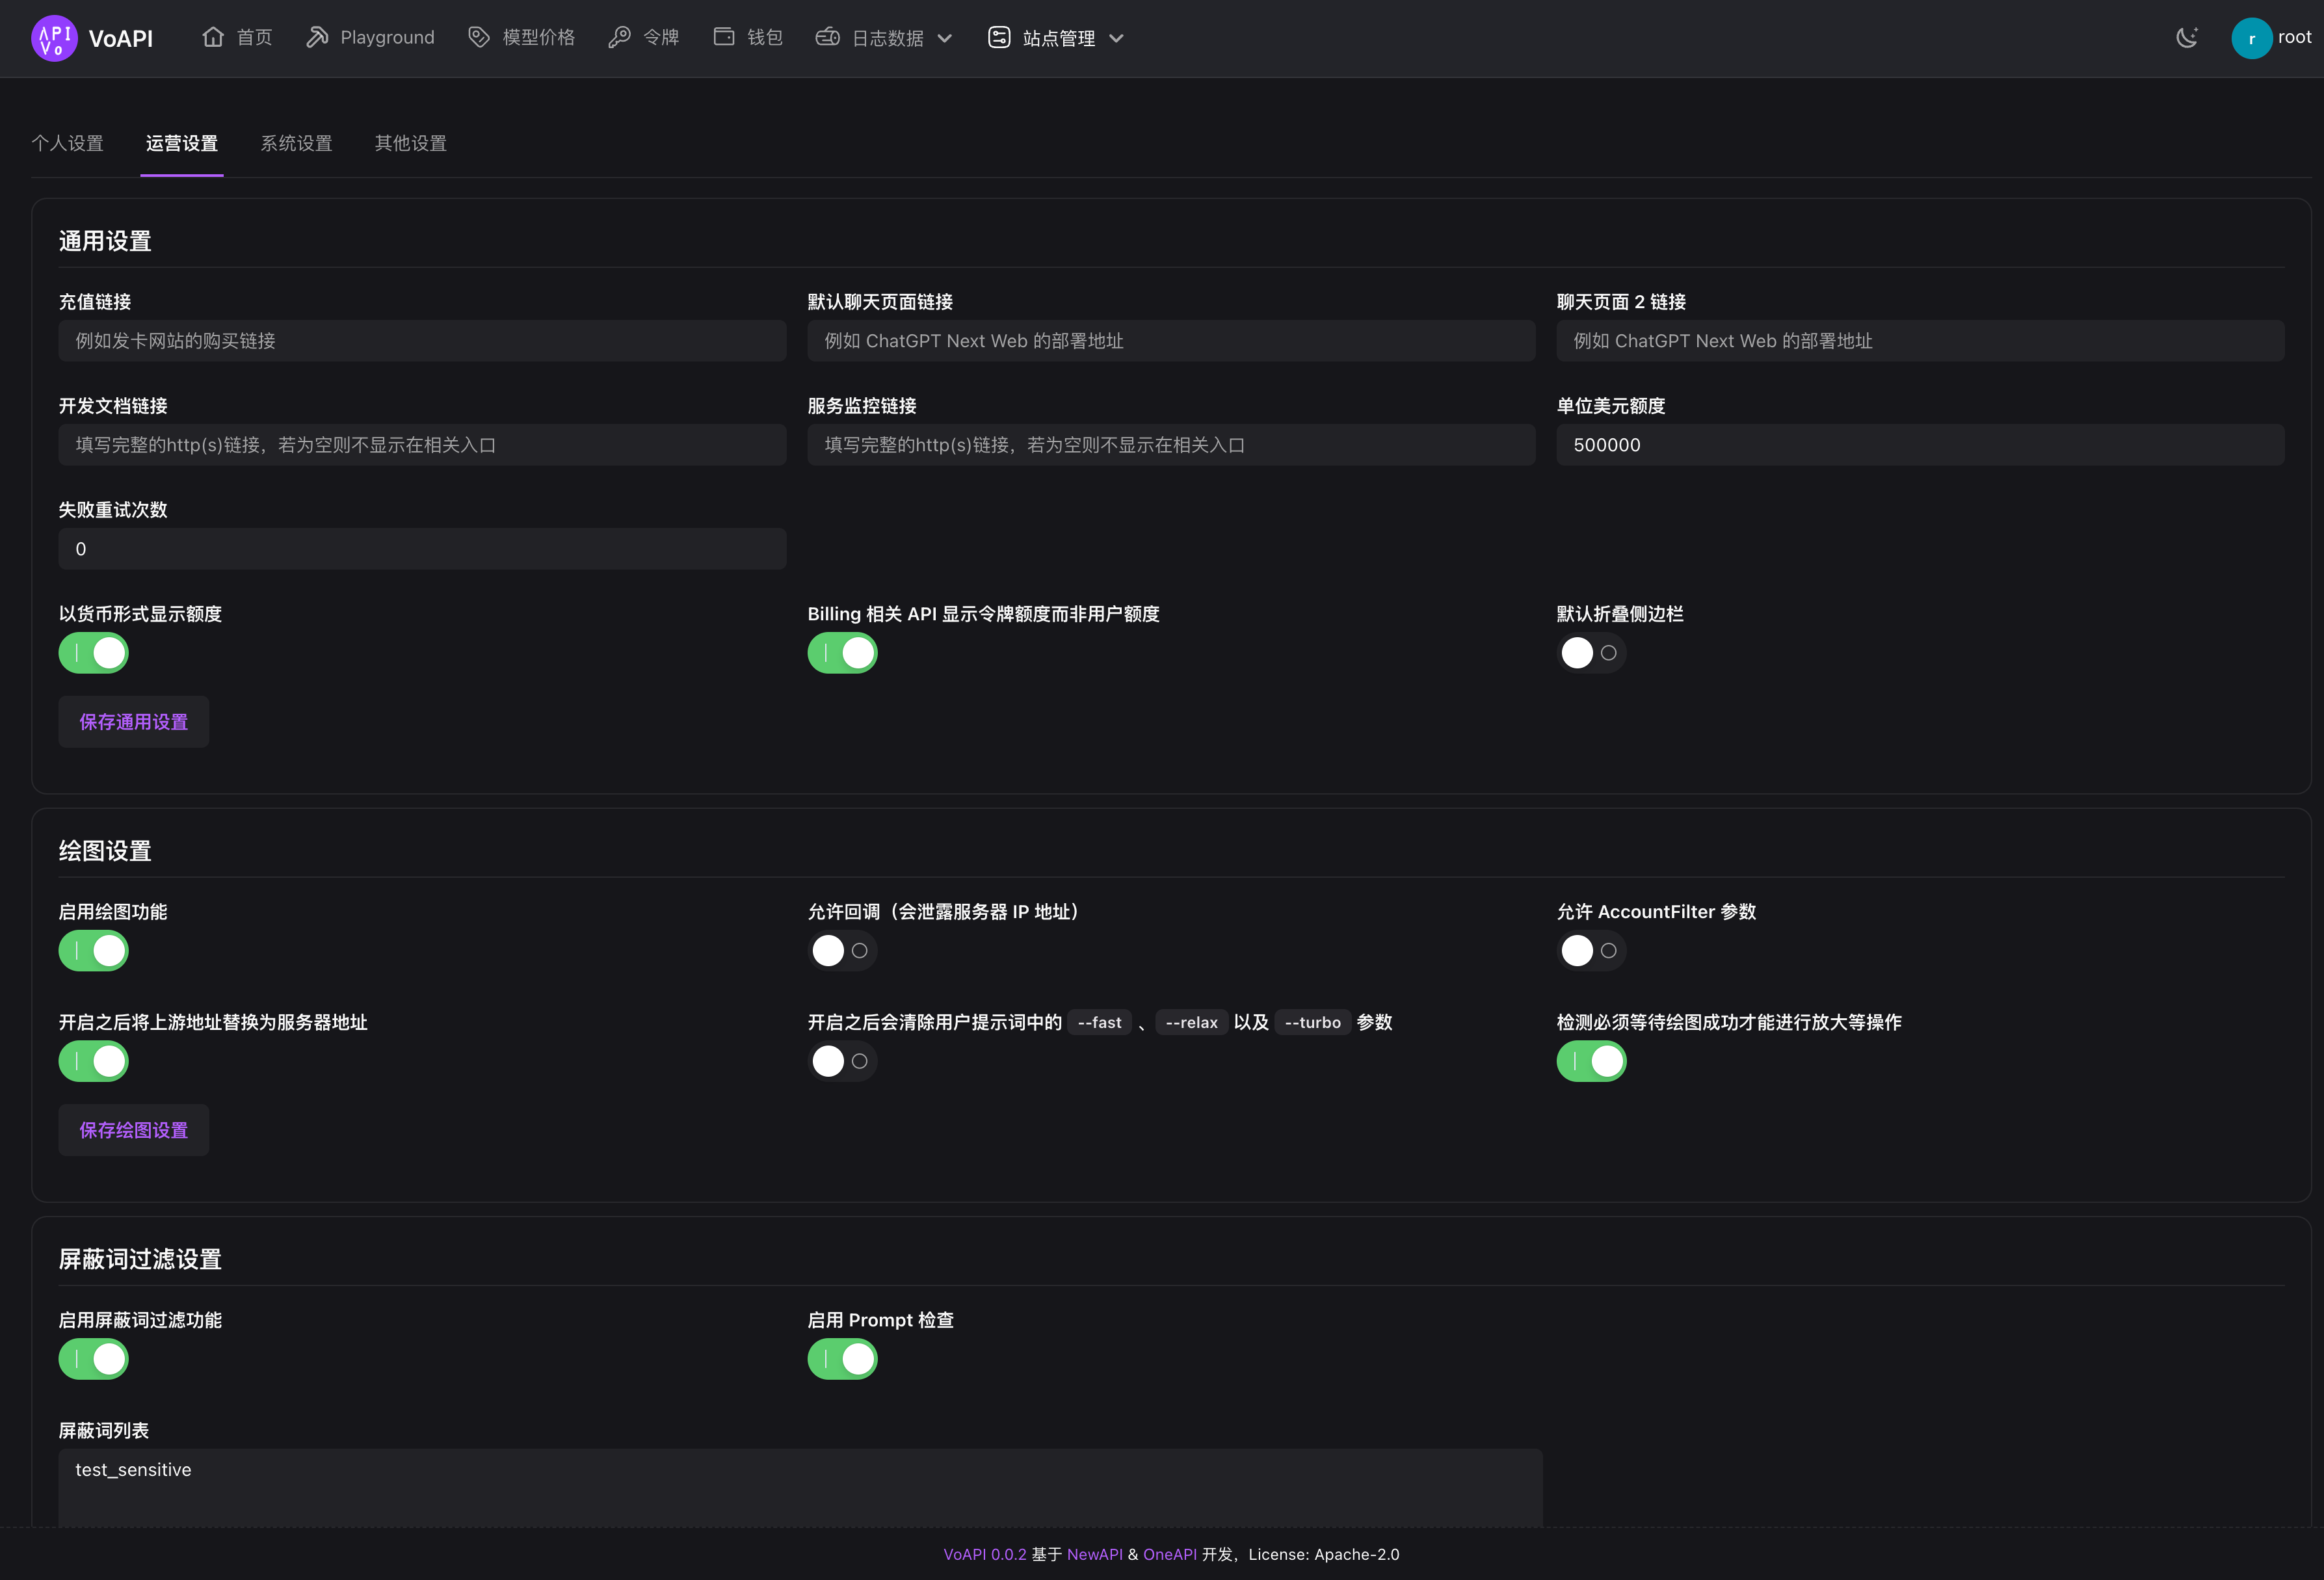 API Vo VoAPI 首页 Playground 模型价格 令牌 钱包 日志数据 站点管理 r root
个人设置 运营设置 系统设置 其他设置
通用设置
充值链接 默认聊天页面链接 聊天页面 2 链接
例如发卡网站的购买链接 例如 ChatGPT Next Web 的部署地址 例如 ChatGPT Next Web 的部署地址
开发文档链接 服务监控链接 单位美元额度
填写完整的http(s)链接，若为空则不显示在相关入口 填写完整的http(s)链接，若为空则不显示在相关入口 500000
失败重试次数
0
以货币形式显示额度 Billing 相关 API 显示令牌额度而非用户额度 默认折叠侧边栏
保存通用设置
绘图设置
启用绘图功能 允许回调（会泄露服务器 IP 地址） 允许 AccountFilter 参数
开启之后将上游地址替换为服务器地址 开启之后会清除用户提示词中的 --fast 、 --relax 以及 --turbo 参数 检测必须等待绘图成功才能进行放大等操作
保存绘图设置
屏蔽词过滤设置
启用屏蔽词过滤功能 启用 Prompt 检查
屏蔽词列表
test_sensitive
VoAPI 0.0.2 基于 NewAPI & OneAPI 开发，License: Apache-2.0